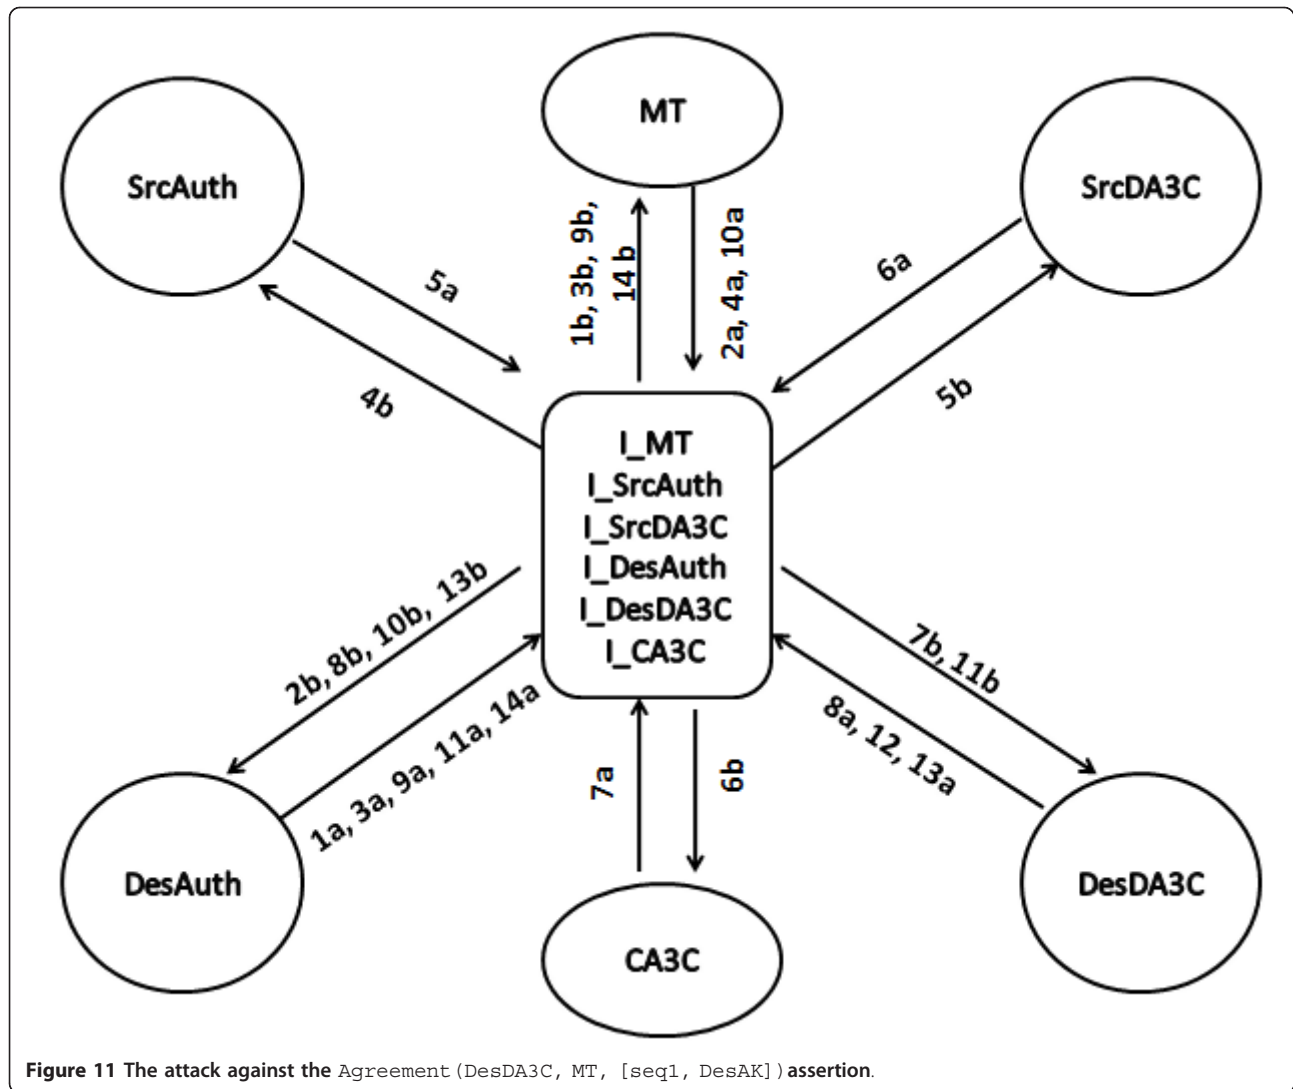 MT
SrcAuth
SrcDA3C
1b, 3b, 9b,
14 b
2a, 4a, 10a
5a
4b
6a
5b
I_MT
I_SrcAuth
I_SrcDA3C
I_DesAuth
I_DesDA3C
I_CA3C
2b, 8b, 10b, 13b
1a, 3a, 9a, 11a, 14a
7b, 11b
8a, 12, 13a
7a
6b
DesAuth
DesDA3C
CA3C
Figure 11 The attack against the Agreement(DesDA3C, MT, [seq1, DesAK]) assertion.